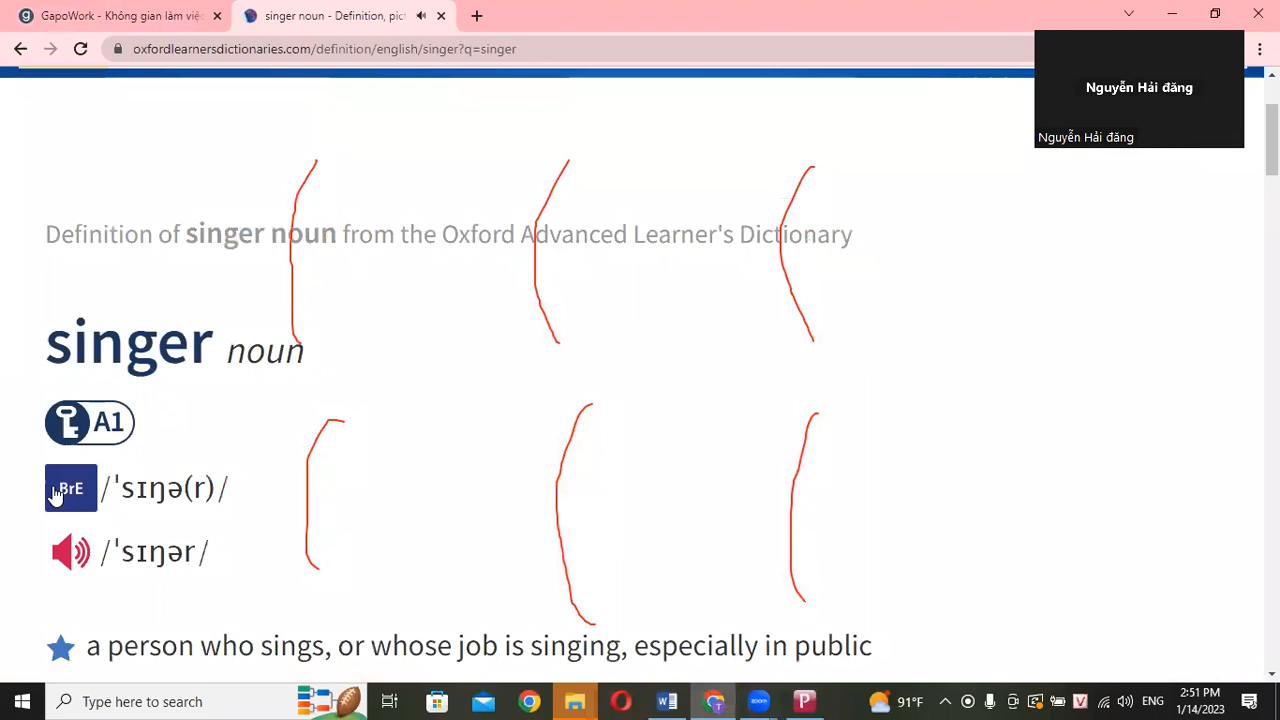 GapoWork - Không gian làm việc
singer noun - Definition, pict
oxfordlearnersdictionaries.com/definition/english/singer?q=singer
Nguyễn Hải đăng
Nguyễn Hải đăng
Definition of singer noun from the Oxford Advanced Learner's Dictionary
singer noun
A1
BrE /ˈsɪŋə(r)/
/ˈsɪŋər/
a person who sings, or whose job is singing, especially in public
Type here to search
91°F
ENG
2:51 PM
1/14/2023